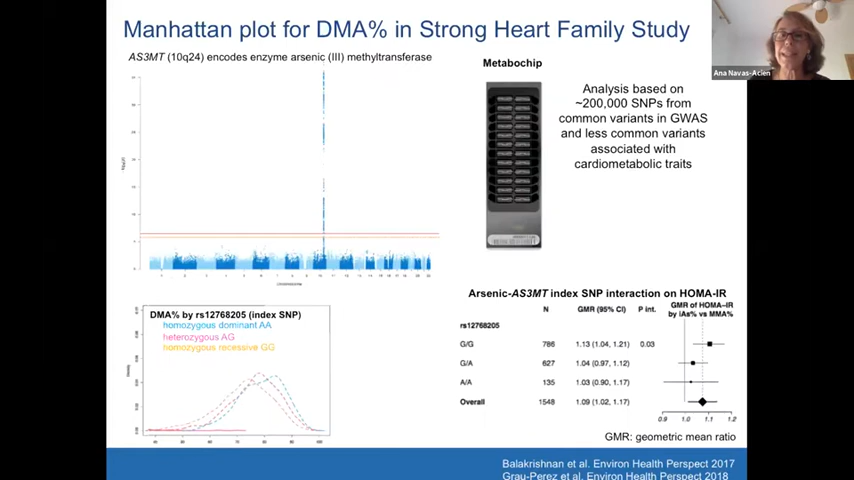 Manhattan plot for DMA% in Strong Heart Family Study
AS3MT (10q24) encodes enzyme arsenic (III) methyltransferase
Metabochip
Ana Navas-Acien
Analysis based on
~200,000 SNPs from
common variants in GWAS
and less common variants
associated with
cardiometabolic traits
DMA% by rs12768205 (index SNP)
homozygous dominant AA
heterozygous AG
homozygous recessive GG
Arsenic-AS3MT index SNP interaction on HOMA-IR
N GMR (95% CI) P int. GMR of HOMA-IR
by iAs% vs MMA%
rs12768205
G/G 786 1.13 (1.04, 1.21) 0.03
G/A 627 1.04 (0.97, 1.12)
A/A 135 1.03 (0.90, 1.17)
Overall 1548 1.09 (1.02, 1.17)
0.9 1.0 1.1 1.2
GMR: geometric mean ratio
Balakrishnan et al. Environ Health Perspect 2017
Grau-Perez et al. Environ Health Perspect 2018